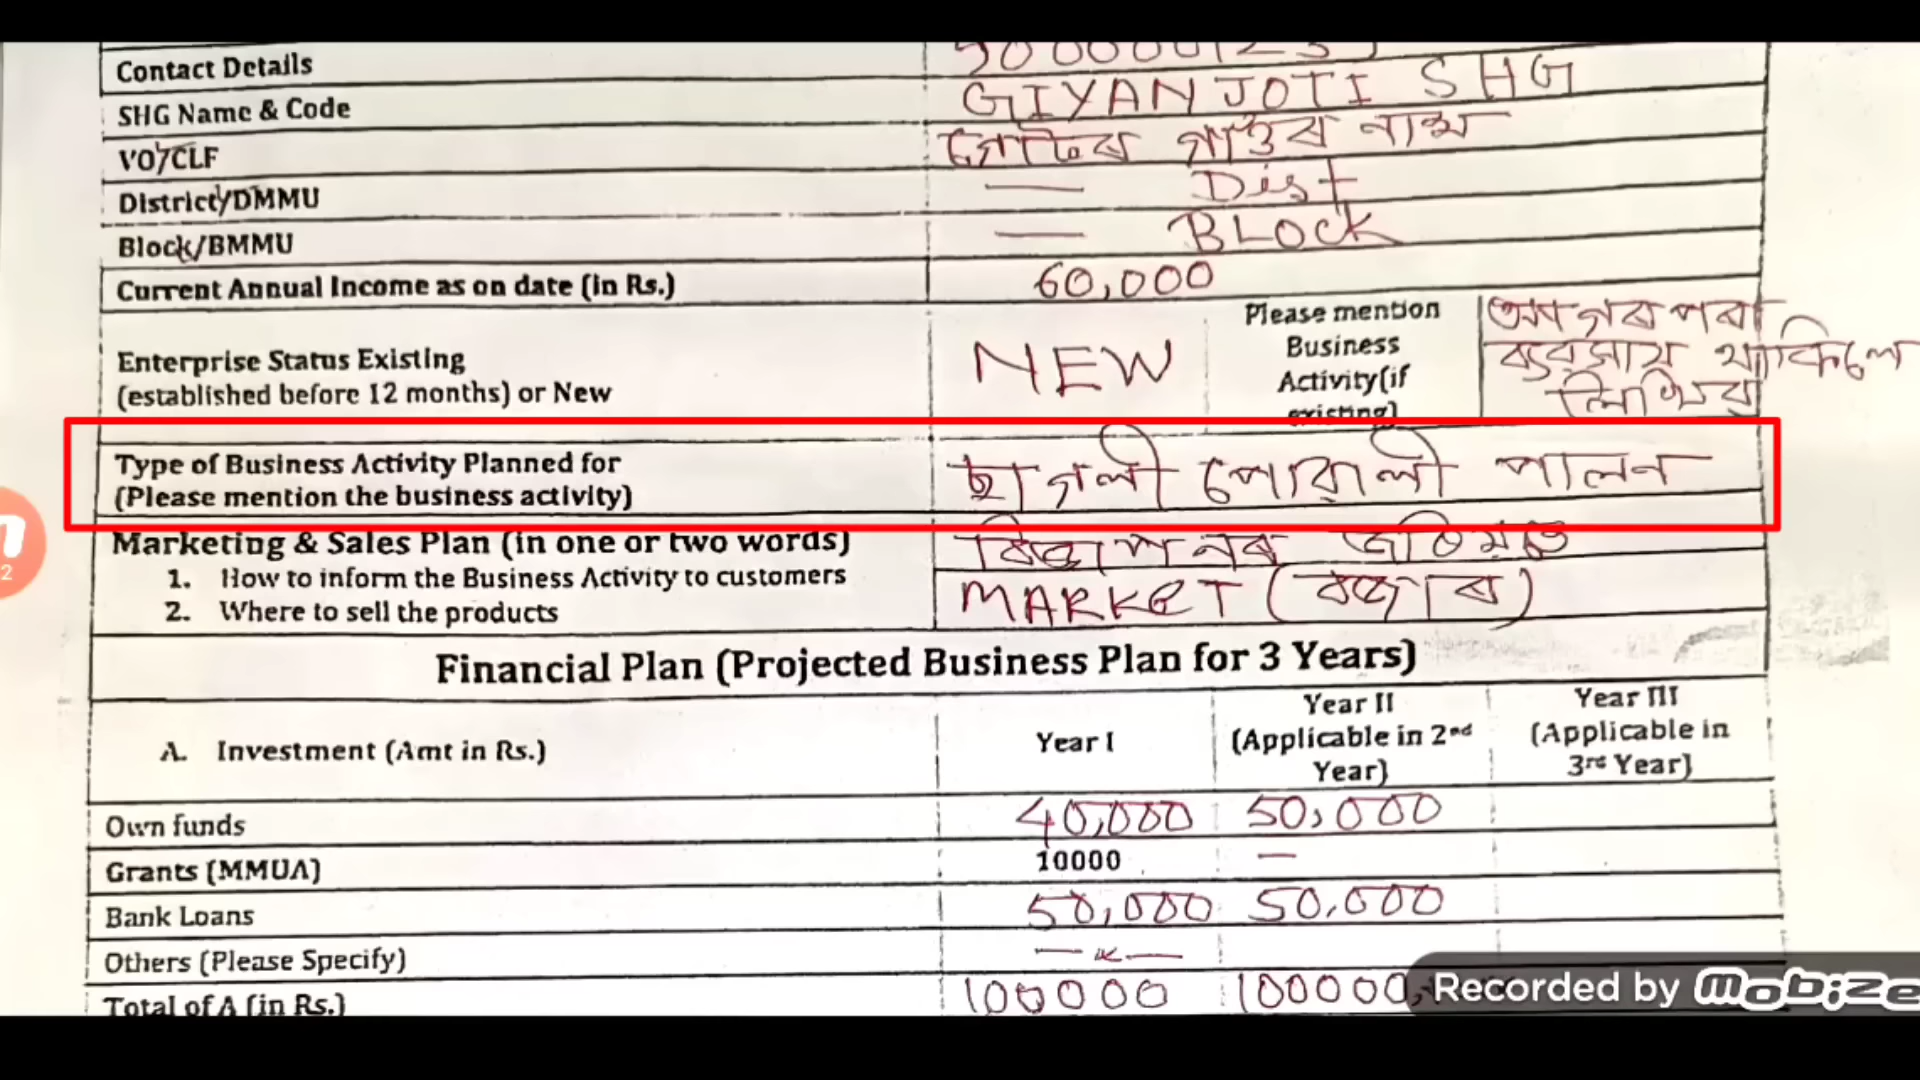 Contact Details
SHG Name & Code GIYANJOTI SHG
VO/CLF গোটৰ গাওঁৰ নাম
District/DMMU — Dist
Block/BMMU — BLOCK
Current Annual Income as on date (in Rs.) 60,000
Enterprise Status Existing
(established before 12 months) or New
NEW
Please mention
Business
Activity(if
existing)
আগৰ পৰা
ব্যৱসায় থাকিলে
লিখিব
Type of Business Activity Planned for
(Please mention the business activity)
ছাগলী পোৱালী পালন
Marketing & Sales Plan (in one or two words)
1. How to inform the Business Activity to customers
2. Where to sell the products
বিজ্ঞাপনৰ
MARKET (বজাৰ)
Financial Plan (Projected Business Plan for 3 Years)
A. Investment (Amt in Rs.)
Year I
Year II
(Applicable in 2nd
Year)
Year III
(Applicable in
3rd Year)
Own funds 40,000 50,000
Grants (MMUA) 10000 —
Bank Loans 50,000 50,000
Others (Please Specify) — x —
Total of A (in Rs.) 100000 100000
Recorded by mobizen
2